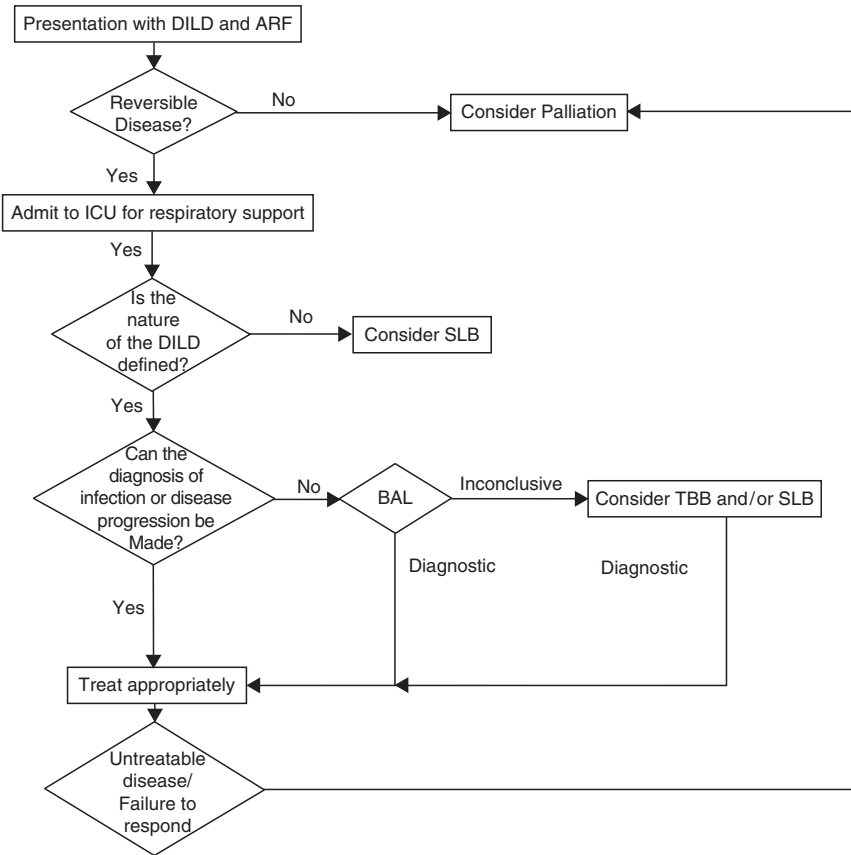 Presentation with DILD and ARF
Reversible
Disease?
No
Consider Palliation
Yes
Admit to ICU for respiratory support
Yes
Is the
nature
of the DILD
defined?
No
Consider SLB
Yes
Can the
diagnosis of
infection or disease
progression be
Made?
No
BAL
Inconclusive
Consider TBB and/or SLB
Diagnostic
Diagnostic
Yes
Treat appropriately
Untreatable
disease/
Failure to
respond